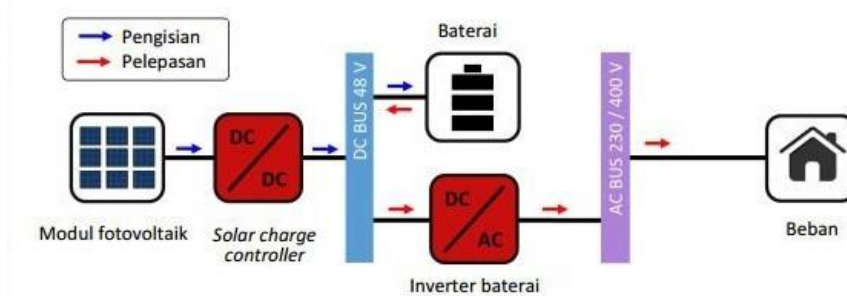 Pengisian
Pelepasan
Baterai
DC BUS 48 V
AC BUS 230 / 400 V
DC
DC
DC
AC
Modul fotovoltaik
Solar charge
controller
Inverter baterai
Beban